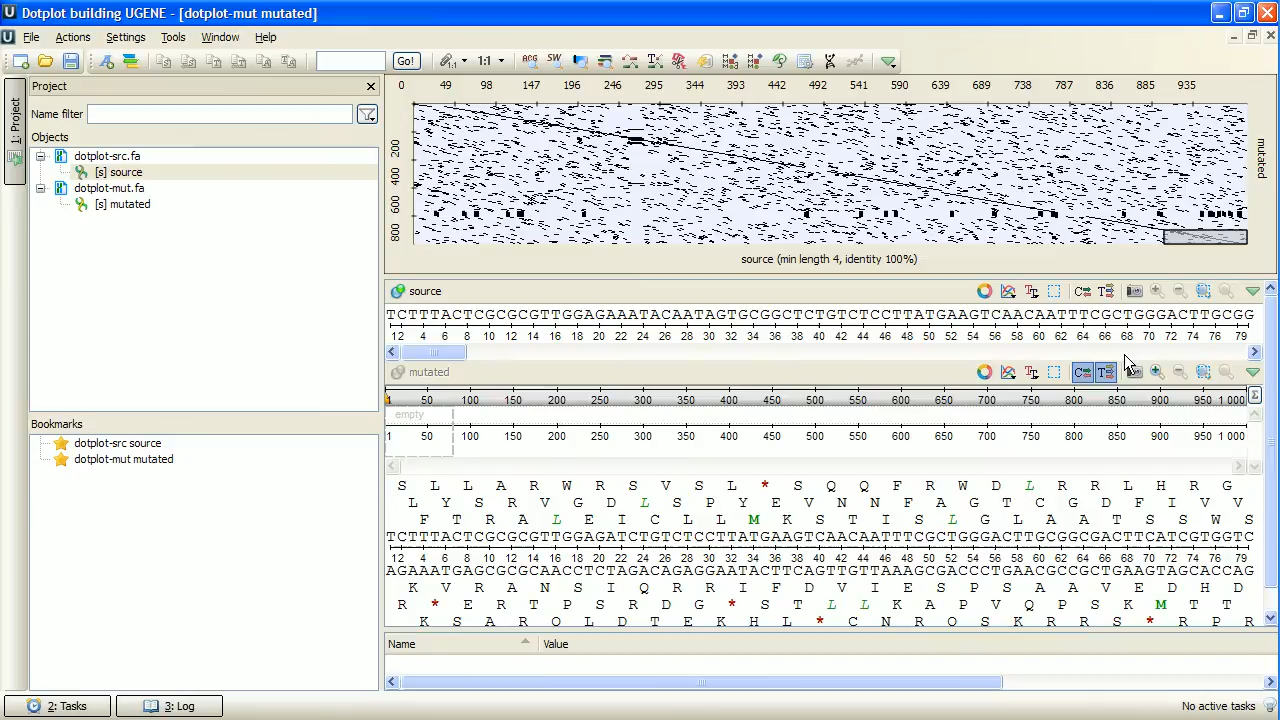 Dotplot building UGENE - [dotplot-mut mutated]
File Actions Settings Tools Window Help
Go! 1:1
1: Project
Project
Name filter
Objects
dotplot-src.fa
[s] source
dotplot-mut.fa
[s] mutated
Bookmarks
dotplot-src source
dotplot-mut mutated
0 49 98 147 196 246 295 344 393 442 492 541 590 639 689 738 787 836 885 935
200
400
600
800
mutated
source (min length 4, identity 100%)
source
TCTTTACTCGCGCGTTGGAGAAATACAATAGTGCGGCTCTGTCTCCTTATGAAGTCAACAATTTCGCTGGGACTTGCGG
1 2 4 6 8 10 12 14 16 18 20 22 24 26 28 30 32 34 36 38 40 42 44 46 48 50 52 54 56 58 60 62 64 66 68 70 72 74 76 79
mutated
1 50 100 150 200 250 300 350 400 450 500 550 600 650 700 750 800 850 900 950 1 000
empty
1 50 100 150 200 250 300 350 400 450 500 550 600 650 700 750 800 850 900 950 1 000
S L L A R W R S V S L * S Q Q F R W D L R R L H R G
L Y S R V G D L S P Y E V N N F A G T C G D F I V V
F T R A L E I C L L M K S T I S L G L A A T S S W S
TCTTTACTCGCGCGTTGGAGATCTGTCTCCTTATGAAGTCAACAATTTCGCTGGGACTTGCGGCGACTTCATCGTGGTC
1 2 4 6 8 10 12 14 16 18 20 22 24 26 28 30 32 34 36 38 40 42 44 46 48 50 52 54 56 58 60 62 64 66 68 70 72 74 76 79
AGAAATGAGCGCGCAACCTCTAGACAGAGGAATACTTCAGTTGTTAAAGCGACCCTGAACGCCGCTGAAGTAGCACCAG
K V R A N S I Q R R I F D V I E S P S A A V E D H D
R * E R T P S R D G * S T L L K A P V Q P S K M T T
K S A R Q L D T E K H L * C N R Q S K R R S * R P R
Name Value
2: Tasks 3: Log No active tasks